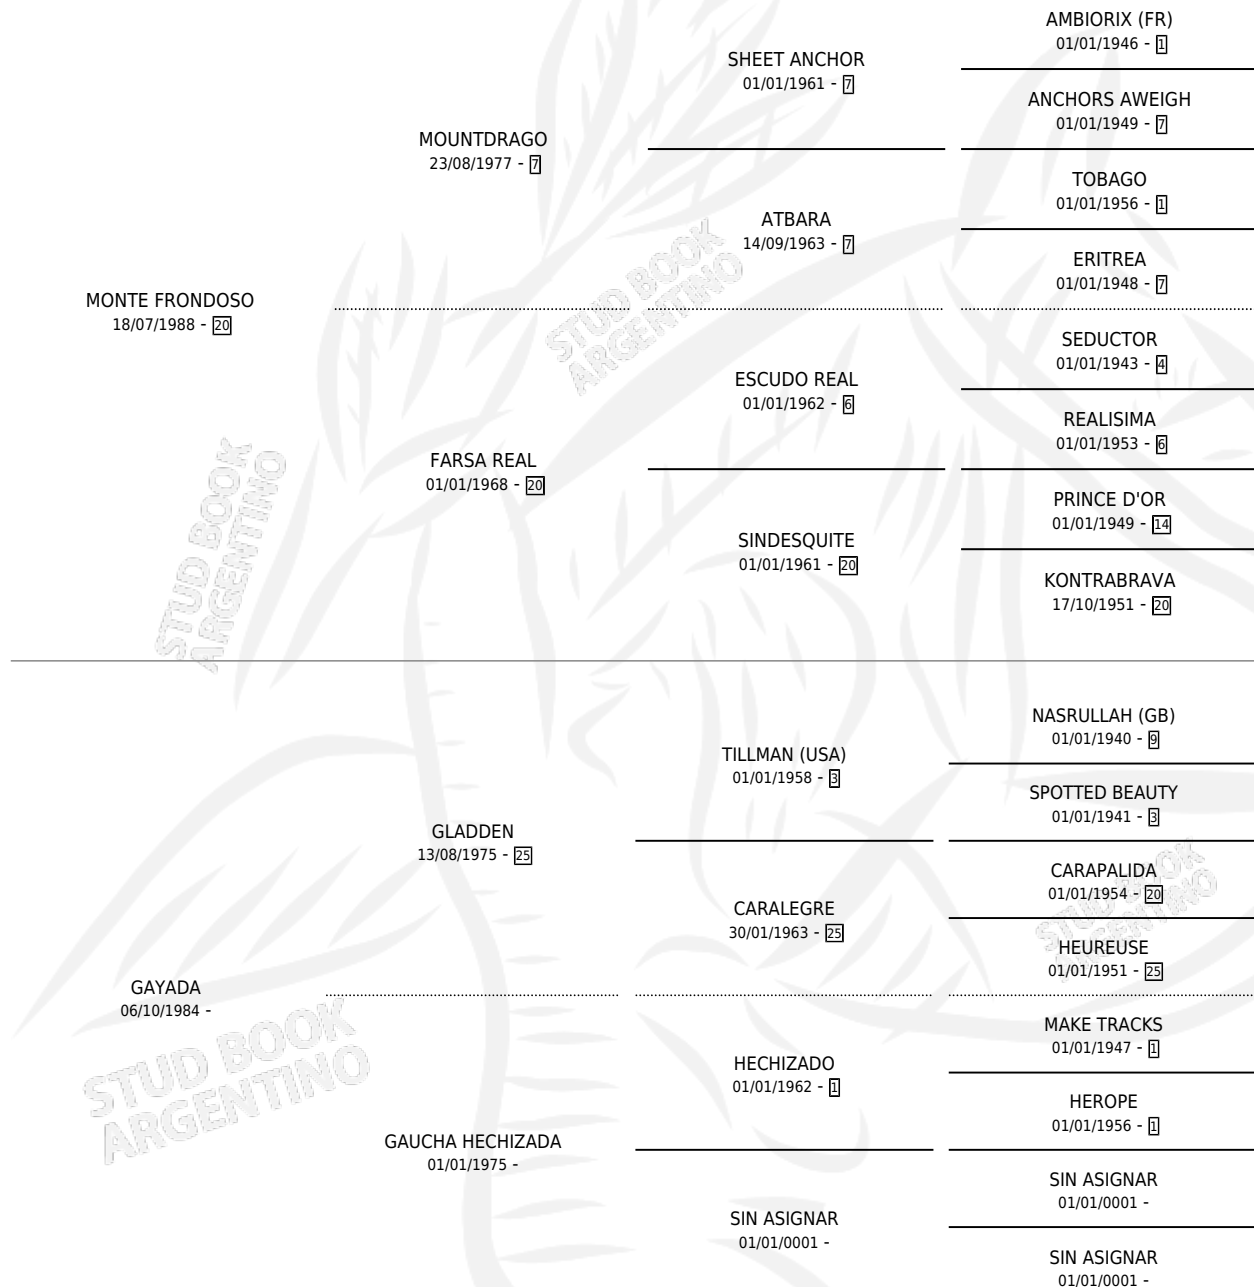 AMBIORIX (FR)
01/01/1946 - 1
SHEET ANCHOR
01/01/1961 - 7
ANCHORS AWEIGH
01/01/1949 - 7
MOUNTDRAGO
23/08/1977 - 7
TOBAGO
01/01/1956 - 1
ATBARA
14/09/1963 - 7
ERITREA
01/01/1948 - 7
MONTE FRONDOSO
18/07/1988 - 20
SEDUCTOR
01/01/1943 - 4
ESCUDO REAL
01/01/1962 - 6
REALISIMA
01/01/1953 - 6
FARSA REAL
01/01/1968 - 20
PRINCE D'OR
01/01/1949 - 14
SINDESQUITE
01/01/1961 - 20
KONTRABRAVA
17/10/1951 - 20
NASRULLAH (GB)
01/01/1940 - 9
TILLMAN (USA)
01/01/1958 - 3
SPOTTED BEAUTY
01/01/1941 - 3
GLADDEN
13/08/1975 - 25
CARAPALIDA
01/01/1954 - 20
CARALEGRE
30/01/1963 - 25
HEUREUSE
01/01/1951 - 25
GAYADA
06/10/1984 -
MAKE TRACKS
01/01/1947 - 1
HECHIZADO
01/01/1962 - 1
HEROPE
01/01/1956 - 1
GAUCHA HECHIZADA
01/01/1975 -
SIN ASIGNAR
01/01/0001 -
SIN ASIGNAR
01/01/0001 -
SIN ASIGNAR
01/01/0001 -
STUD BOOK
ARGENTINO
STUD BOOK
ARGENTINO
STUD BOOK
ARGENTINO
STUD BOOK
ARGENTINO